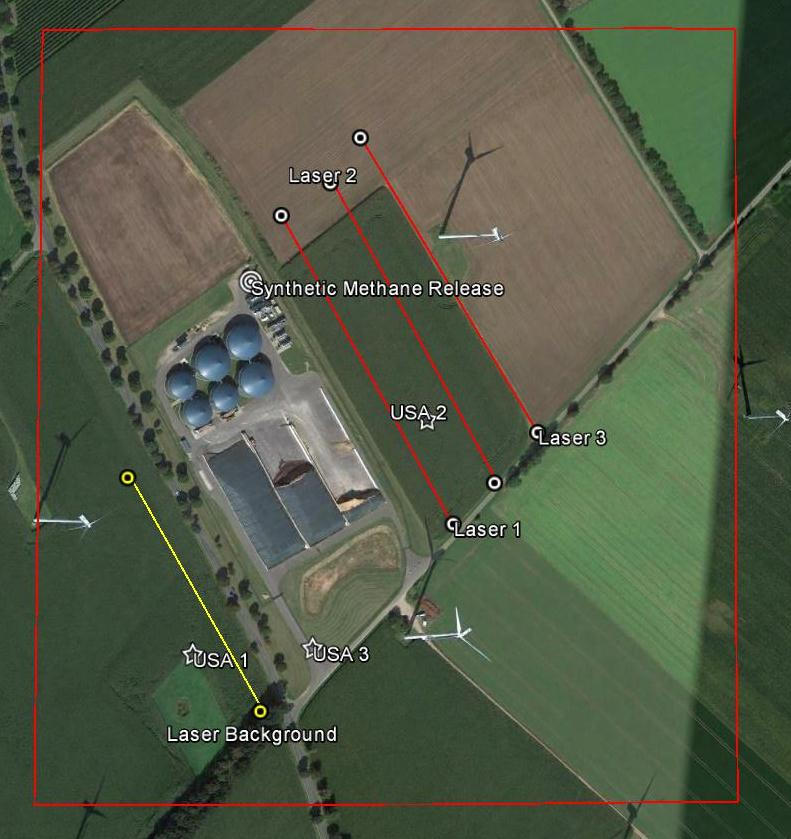 Laser 2
Synthetic Methane Release
USA 2
Laser 3
Laser 1
USA 1
USA 3
Laser Background